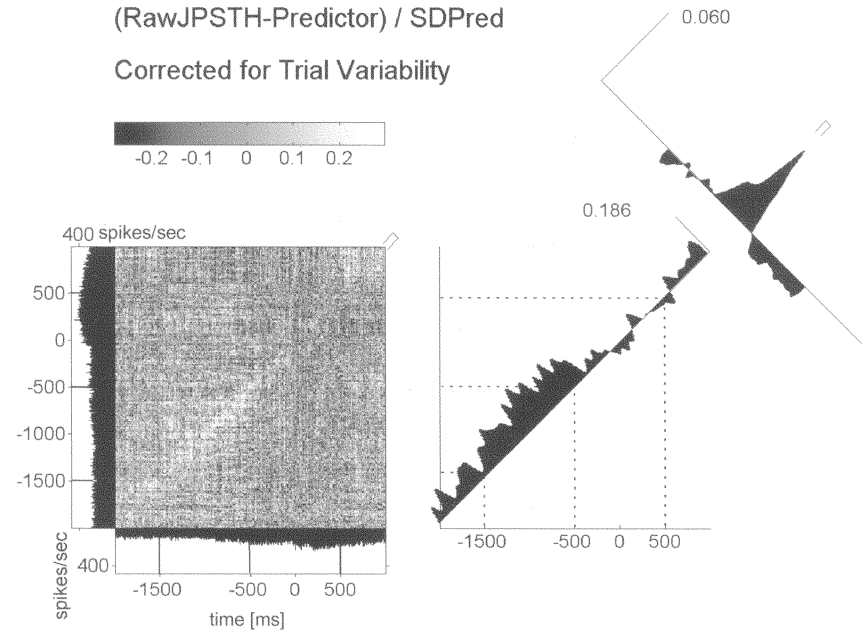 (RawJPSTH-Predictor) / SDPred
0.060
Corrected for Trial Variability
-0.2 -0.1 0 0.1 0.2
0.186
400 spikes/sec
500
0
-500
-1000
-1500
spikes/sec
400
-1500 -500 0 500
time [ms]
-1500 -500 0 500